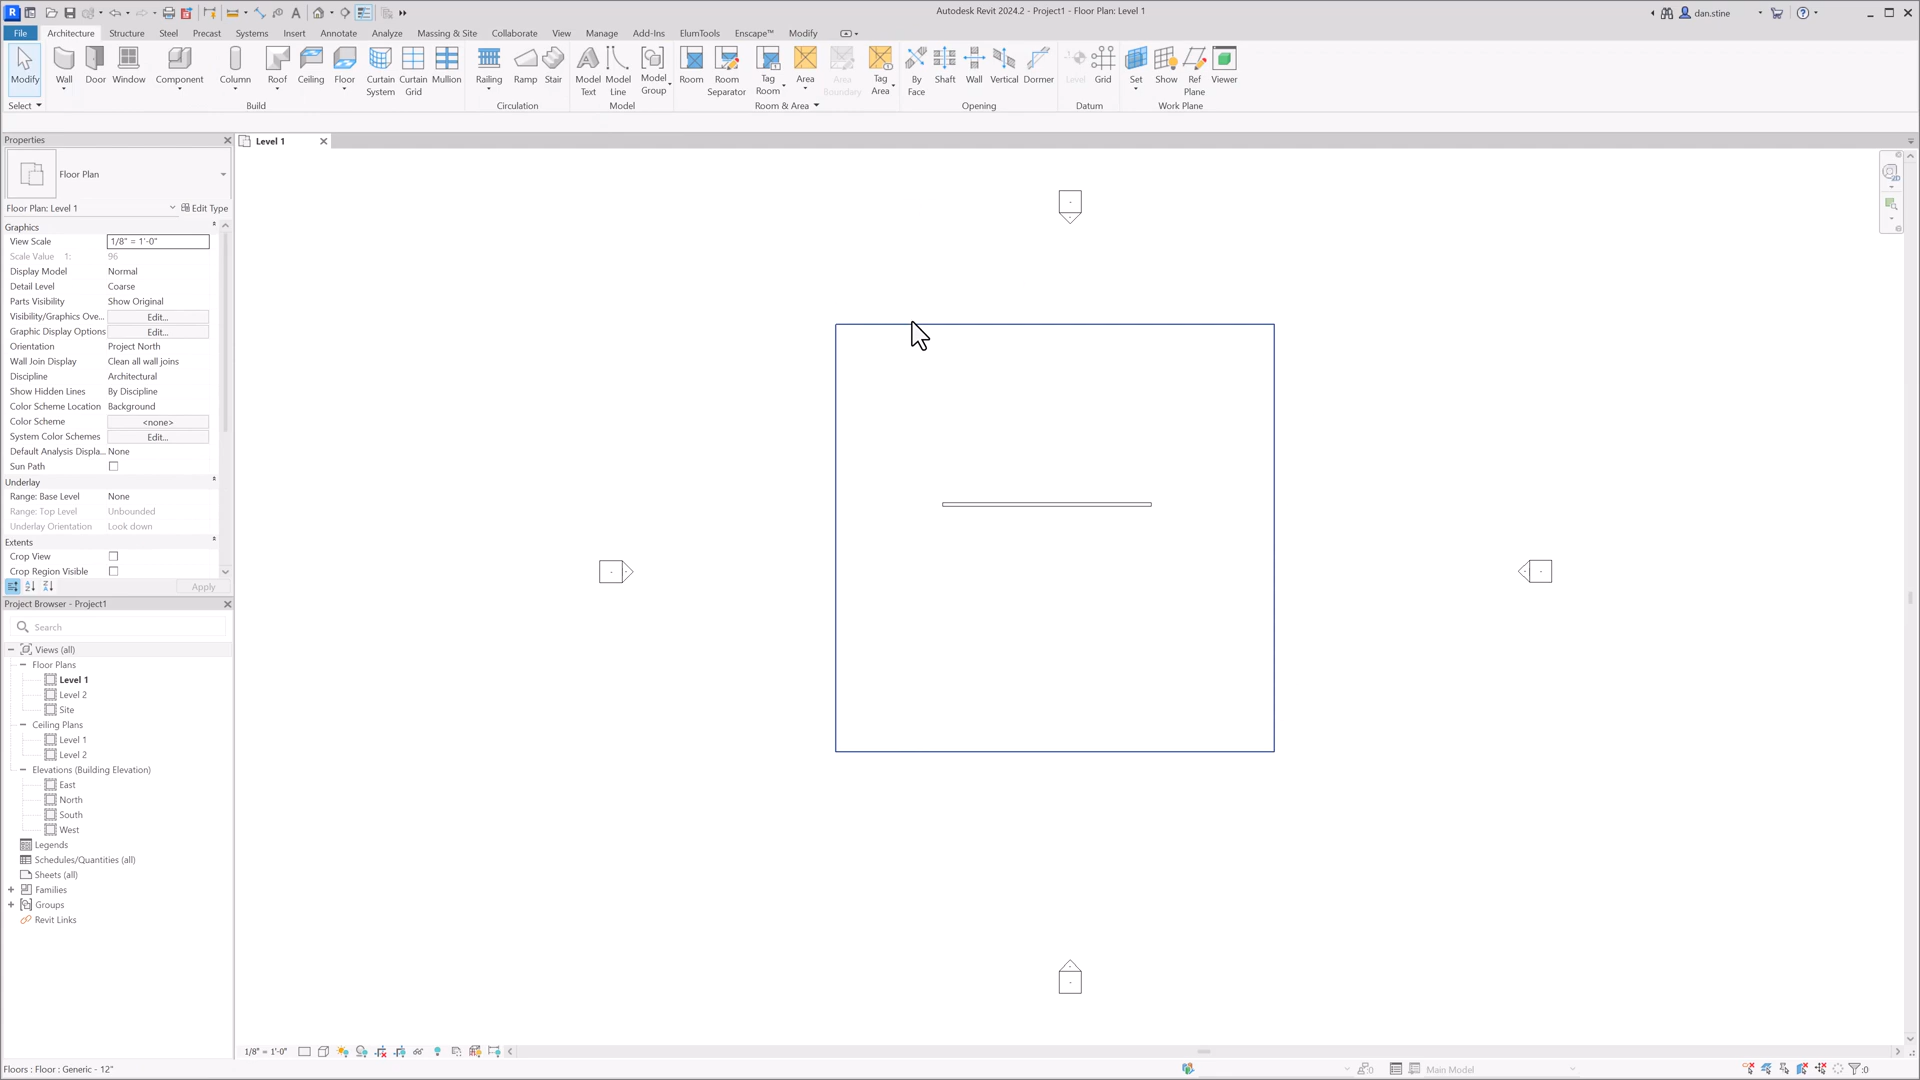 Autodesk Revit 2024.2 - Project1 - Floor Plan: Level 1
dan.stine
File Architecture Structure Steel Precast Systems Insert Annotate Analyze Massing & Site Collaborate View Manage Add-Ins ElumTools Enscape™ Modify
Modify Wall Door Window Component Column Roof Ceiling Floor Curtain System Curtain Grid Mullion Railing Ramp Stair Model Text Model Line Model Group Room Room Separator Tag Room Area Area Boundary Tag Area By Face Shaft Wall Vertical Dormer Level Grid Set Show Ref Plane Viewer
Select Build Circulation Model Room & Area Opening Datum Work Plane
Properties
Level 1
Floor Plan
Floor Plan: Level 1 Edit Type
Graphics
View Scale 1/8" = 1'-0"
Scale Value 1: 96
Display Model Normal
Detail Level Coarse
Parts Visibility Show Original
Visibility/Graphics Ove... Edit...
Graphic Display Options Edit...
Orientation Project North
Wall Join Display Clean all wall joins
Discipline Architectural
Show Hidden Lines By Discipline
Color Scheme Location Background
Color Scheme <none>
System Color Schemes Edit...
Default Analysis Displa... None
Sun Path
Underlay
Range: Base Level None
Range: Top Level Unbounded
Underlay Orientation Look down
Extents
Crop View
Crop Region Visible
Apply
Project Browser - Project1
Search
Views (all)
Floor Plans
Level 1
Level 2
Site
Ceiling Plans
Level 1
Level 2
Elevations (Building Elevation)
East
North
South
West
Legends
Schedules/Quantities (all)
Sheets (all)
Families
Groups
Revit Links
1/8" = 1'-0"
Floors : Floor : Generic - 12" :0 Main Model :0